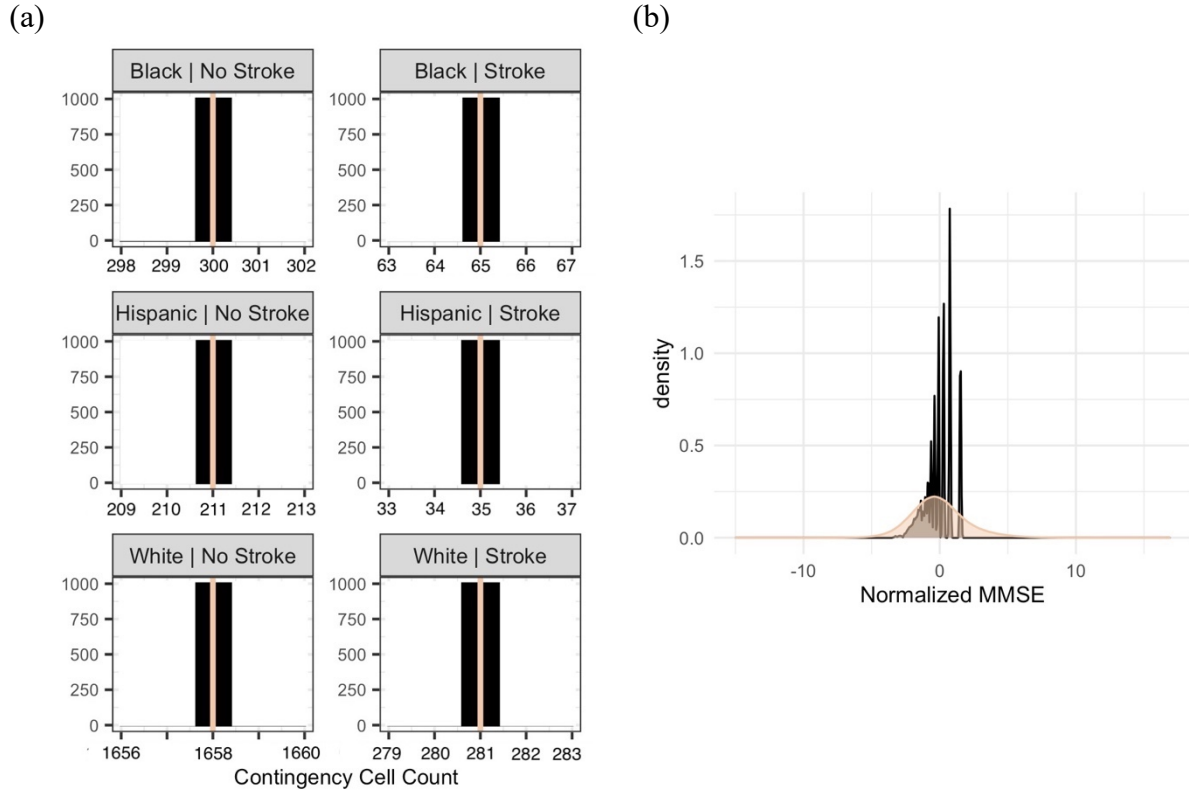 (a)
(b)
Black | No Stroke
Black | Stroke
1000
750
500
250
0
298 299 300 301 302
1000
750
500
250
0
63 64 65 66 67
Hispanic | No Stroke
Hispanic | Stroke
1000
750
500
250
0
209 210 211 212 213
1000
750
500
250
0
33 34 35 36 37
White | No Stroke
White | Stroke
1000
750
500
250
0
1656 1658 1660
1000
750
500
250
0
279 280 281 282 283
Contingency Cell Count
density
1.5
1.0
0.5
0.0
-10 0 10
Normalized MMSE